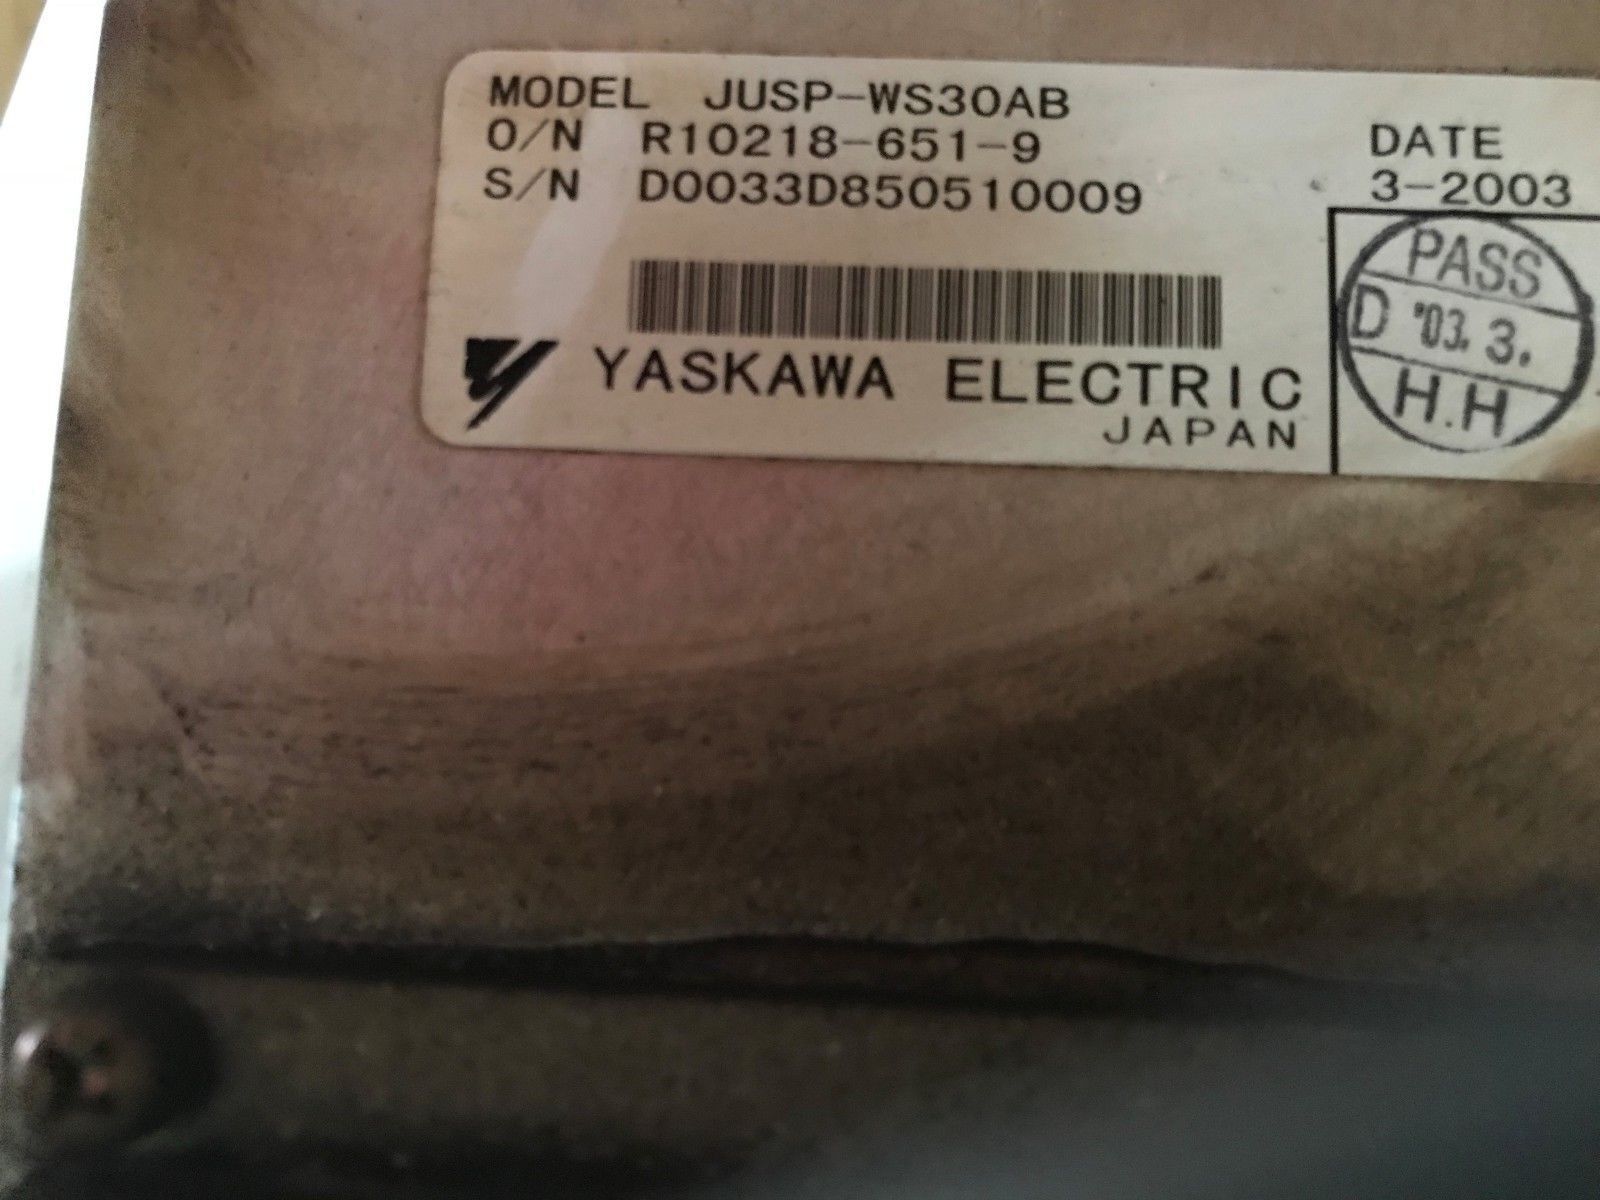 MODEL JUSP-WS30AB
O/N R10218-651-9
S/N D0033D850510009
DATE
3-2003
PASS
D '03.3.
H.H
YASKAWA ELECTRIC
JAPAN